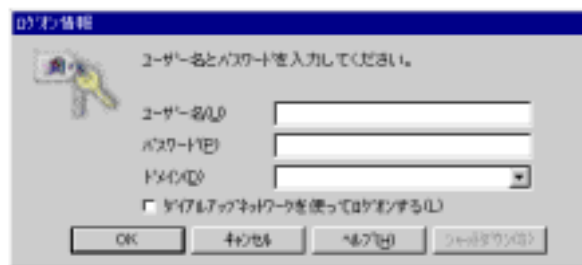 ログオン情報
ユーザー名とパスワードを入力してください。
ユーザー名(U)
パスワード(P)
ドメイン(D)
ダイアルアップネットワークを使ってログオンする(L)
OK
キャンセル
ヘルプ(H)
シャットダウン(S)